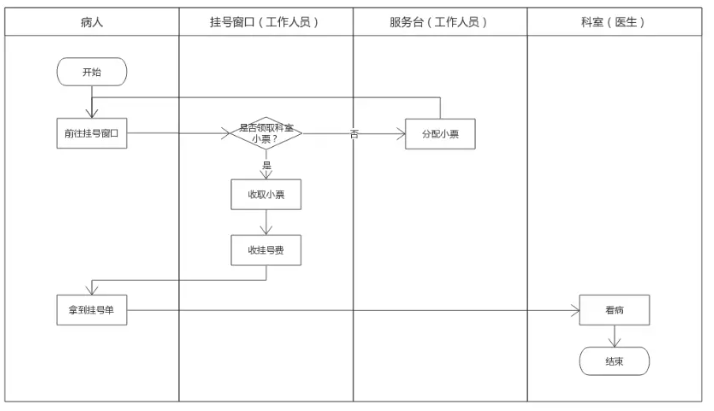 病人
挂号窗口（工作人员）
服务台（工作人员）
科室（医生）
开始
前往挂号窗口
是否领取科室
小票？
否
分配小票
是
收取小票
收挂号费
拿到挂号单
看病
结束